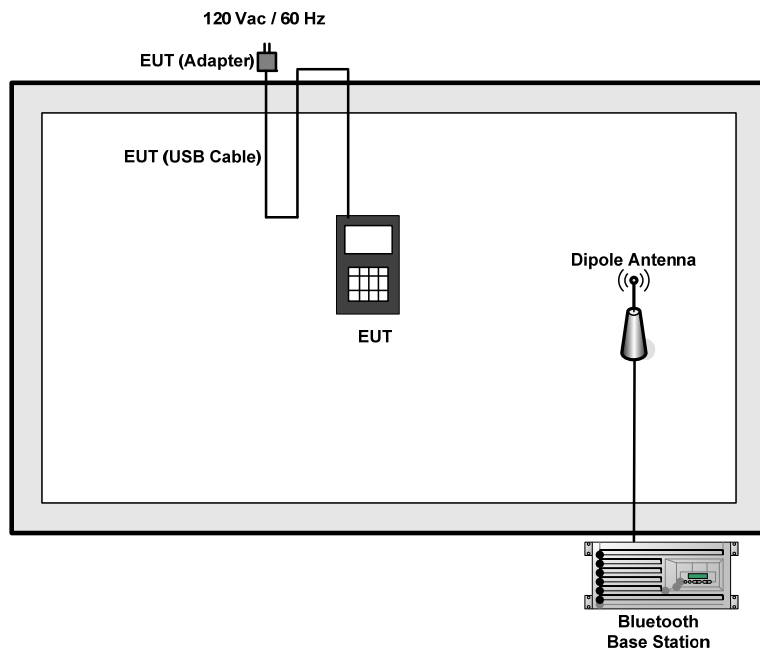 120 Vac / 60 Hz
EUT (Adapter)
EUT (USB Cable)
Dipole Antenna
EUT
Bluetooth
Base Station